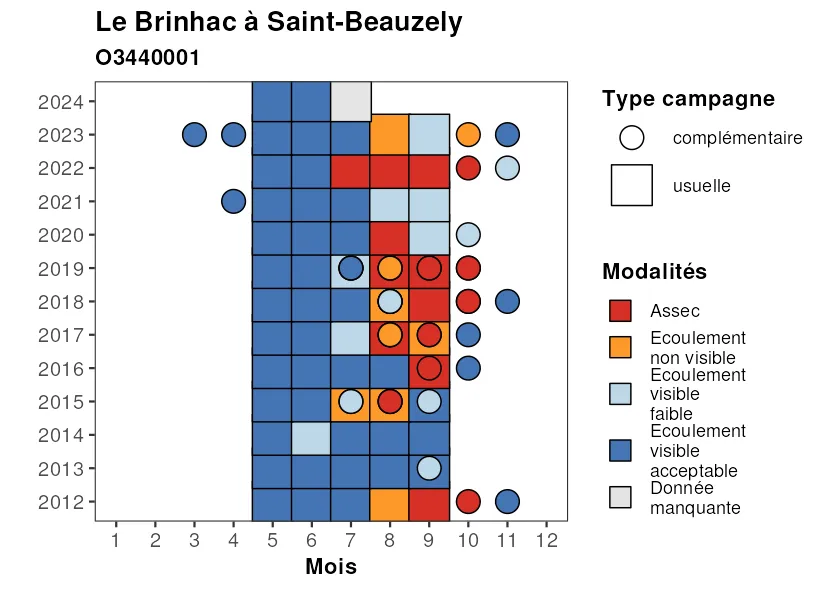 Le Brinhac à Saint-Beauzely
O3440001
2024
2023
2022
2021
2020
2019
2018
2017
2016
2015
2014
2013
2012
1 2 3 4 5 6 7 8 9 10 11 12
Mois
Type campagne
complémentaire
usuelle
Modalités
Assec
Ecoulement
non visible
Ecoulement
visible
faible
Ecoulement
visible
acceptable
Donnée
manquante